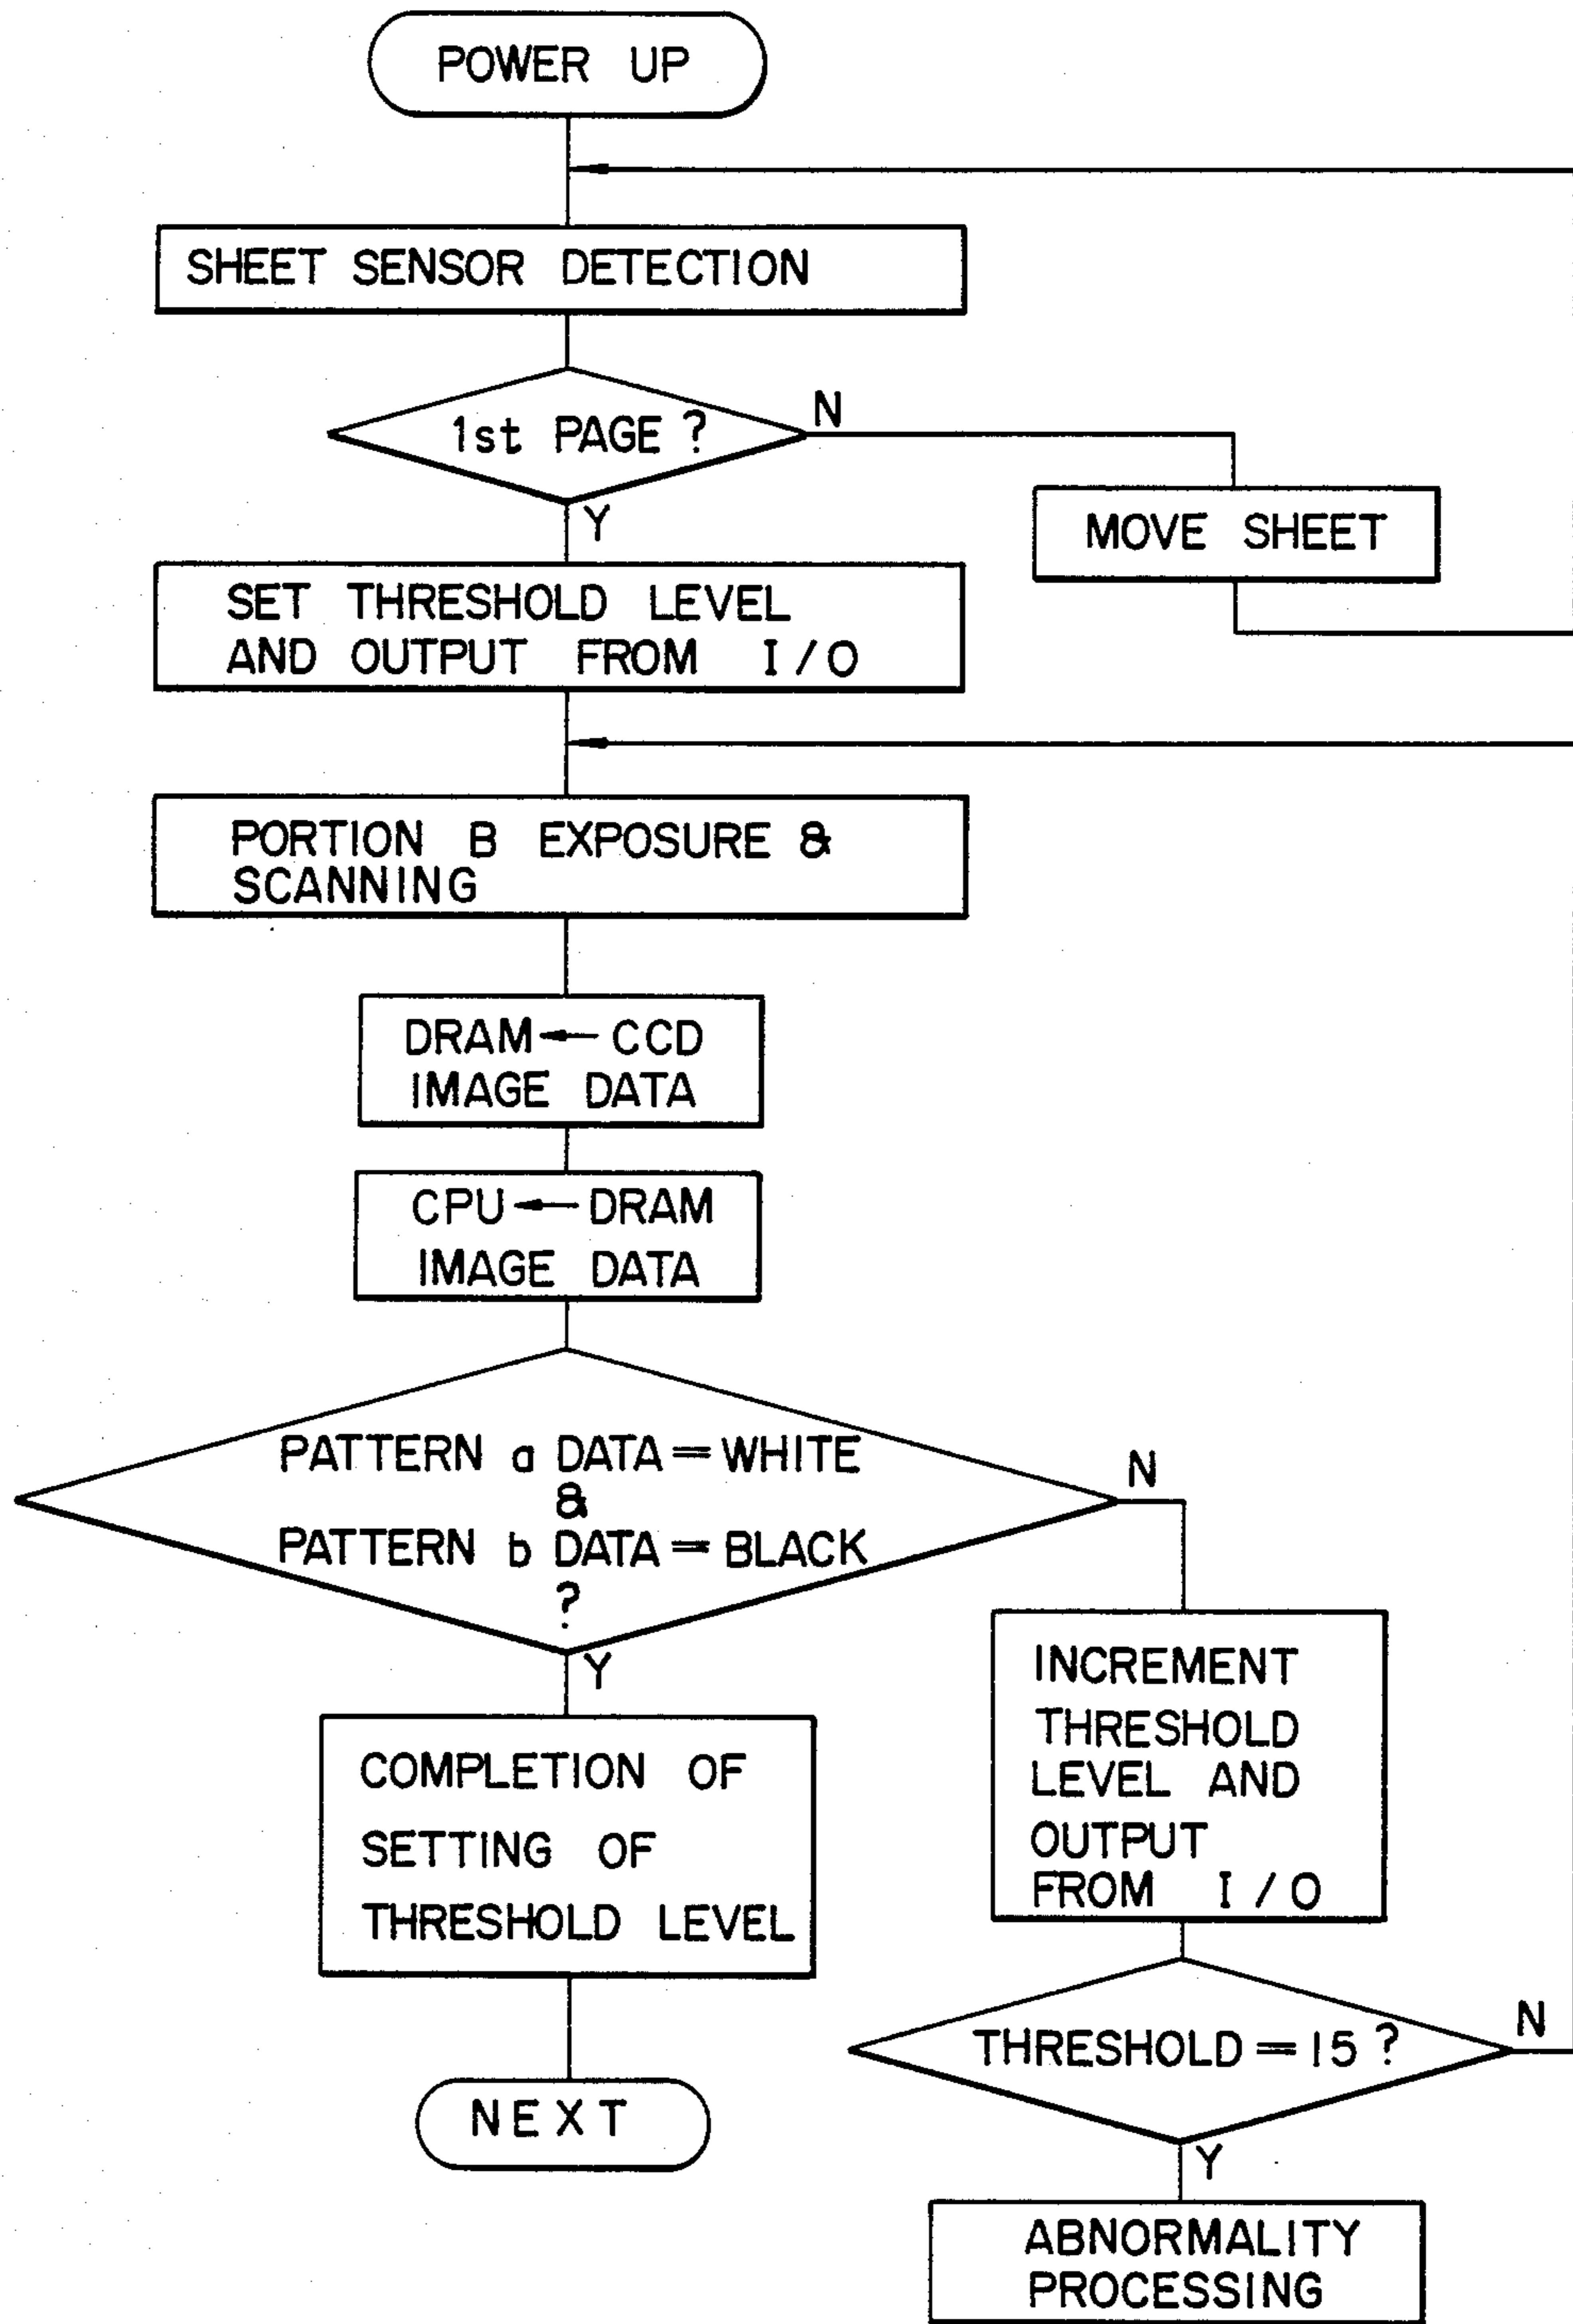 POWER UP
SHEET SENSOR DETECTION
1st PAGE ?
N
Y
MOVE SHEET
SET THRESHOLD LEVEL
AND OUTPUT FROM I/O
PORTION B EXPOSURE &
SCANNING
DRAM ← CCD
IMAGE DATA
CPU ← DRAM
IMAGE DATA
PATTERN a DATA = WHITE
&
PATTERN b DATA = BLACK
?
N
Y
COMPLETION OF
SETTING OF
THRESHOLD LEVEL
NEXT
INCREMENT
THRESHOLD
LEVEL AND
OUTPUT
FROM I/O
THRESHOLD = 15 ?
N
Y
ABNORMALITY
PROCESSING